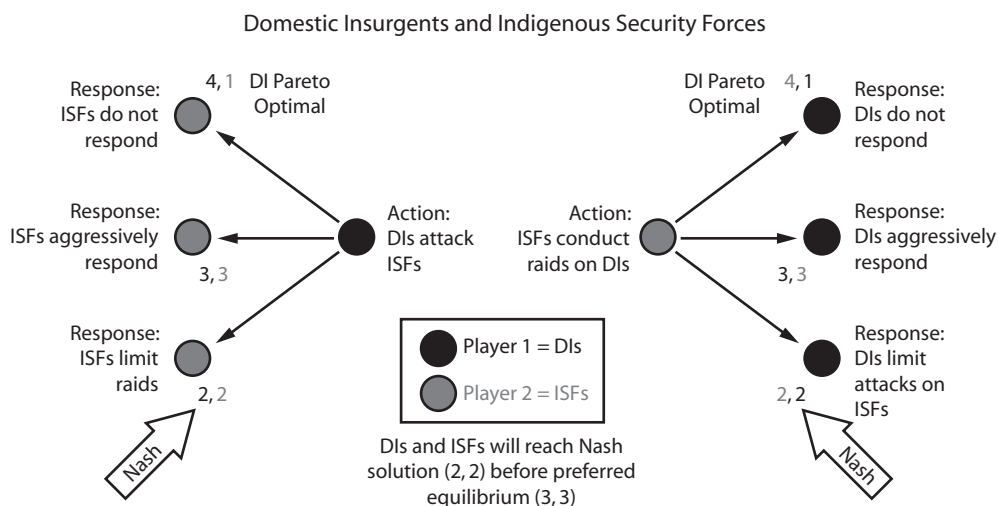 Domestic Insurgents and Indigenous Security Forces
Response:
ISFs do not
respond
4, 1
DI Pareto
Optimal
Response:
ISFs aggressively
respond
3, 3
Action:
DIs attack
ISFs
Response:
ISFs limit
raids
2, 2
Nash
DI Pareto
Optimal
4, 1
Response:
DIs do not
respond
Action:
ISFs conduct
raids on DIs
Response:
DIs aggressively
respond
3, 3
Response:
DIs limit
attacks on
ISFs
2, 2
Nash
Player 1 = DIs
Player 2 = ISFs
DIs and ISFs will reach Nash
solution (2, 2) before preferred
equilibrium (3, 3)